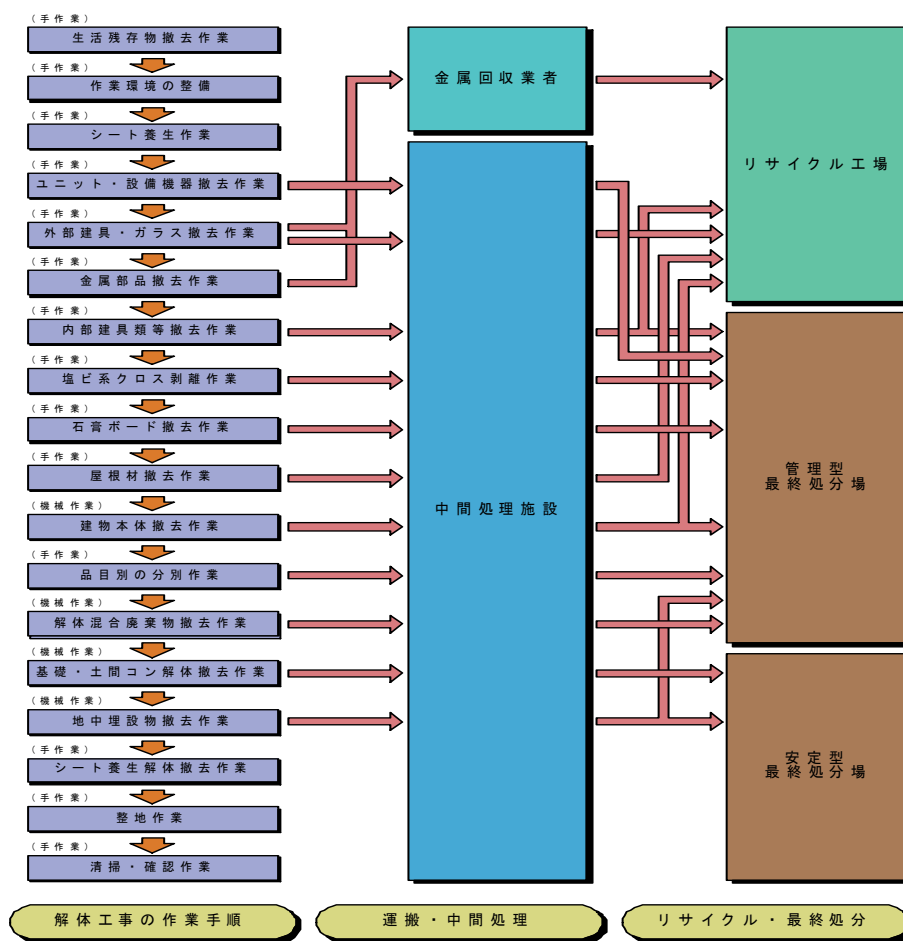 (手作業)
生活残存物撤去作業
(手作業)
作業環境の整備
(手作業)
シート養生作業
(手作業)
ユニット・設備機器撤去作業
(手作業)
外部建具・ガラス撤去作業
(手作業)
金属部品撤去作業
(手作業)
内部建具類等撤去作業
(手作業)
塩ビ系クロス剥離作業
(手作業)
石膏ボード撤去作業
(手作業)
屋根材撤去作業
(機械作業)
建物本体撤去作業
(手作業)
品目別の分別作業
(機械作業)
解体混合廃棄物撤去作業
(機械作業)
基礎・土間コン解体撤去作業
(機械作業)
地中埋設物撤去作業
(手作業)
シート養生解体撤去作業
(手作業)
整地作業
(手作業)
清掃・確認作業
解体工事の作業手順
金属回収業者
中間処理施設
運搬・中間処理
リサイクル工場
管理型
最終処分場
安定型
最終処分場
リサイクル・最終処分